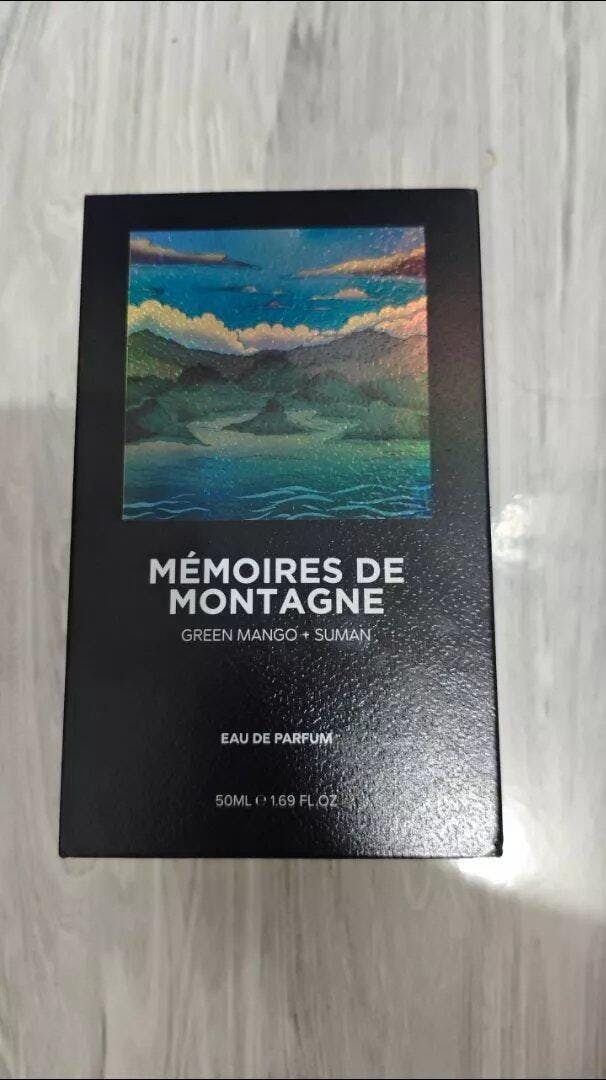 MÉMOIRES DE
MONTAGNE
GREEN MANGO + SUMAN
EAU DE PARFUM
50ML ℮ 1.69 FL.OZ